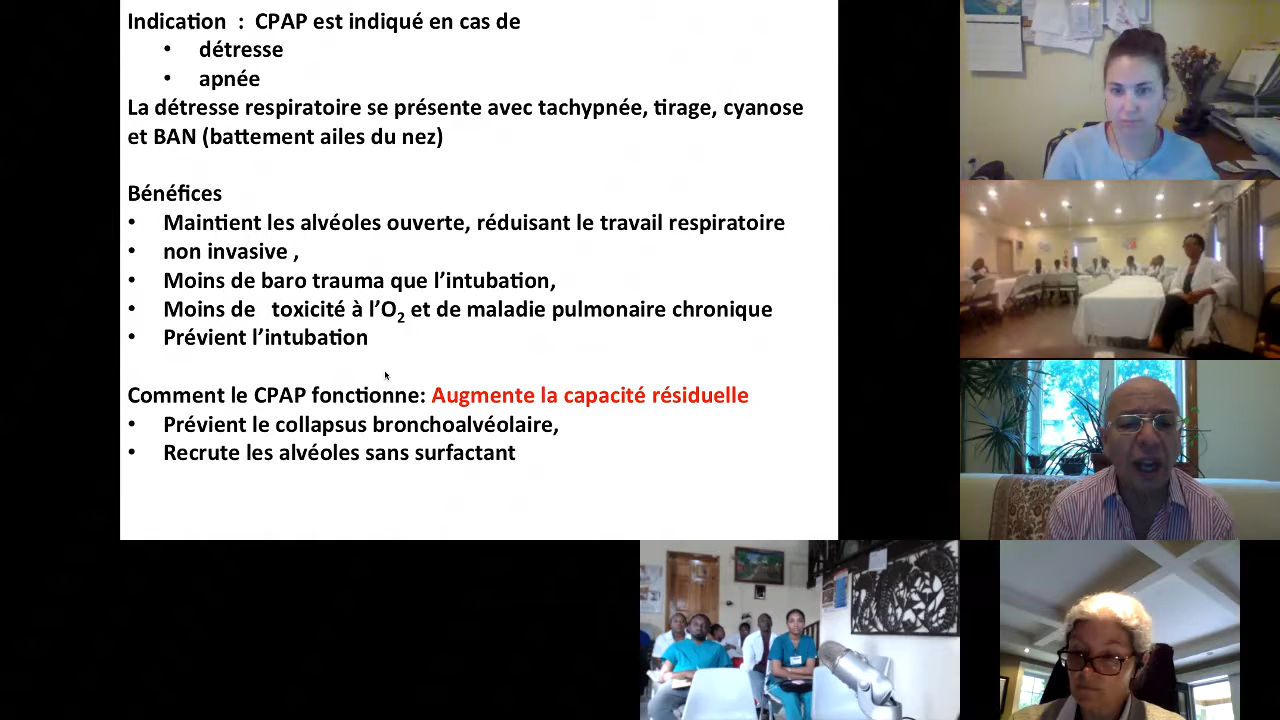 Indication : CPAP est indiqué en cas de
• détresse
• apnée
La détresse respiratoire se présente avec tachypnée, tirage, cyanose
et BAN (battement ailes du nez)
Bénéfices
• Maintient les alvéoles ouverte, réduisant le travail respiratoire
• non invasive ,
• Moins de baro trauma que l’intubation,
• Moins de toxicité à l’O₂ et de maladie pulmonaire chronique
• Prévient l’intubation
Comment le CPAP fonctionne: Augmente la capacité résiduelle
• Prévient le collapsus bronchoalvéolaire,
• Recrute les alvéoles sans surfactant